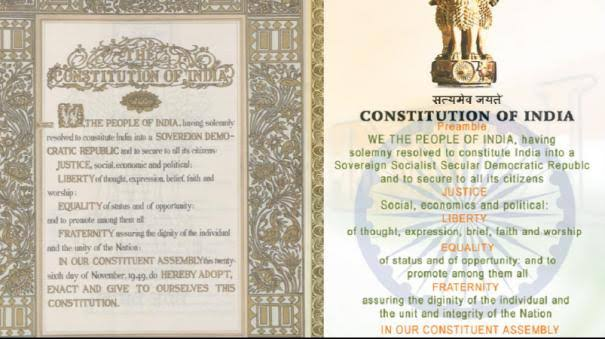 THE
CONSTITUTION OF INDIA
WE, THE PEOPLE OF INDIA, having solemnly
resolved to constitute India into a SOVEREIGN DEMO-
CRATIC REPUBLIC and to secure to all its citizens:
JUSTICE, social, economic and political;
LIBERTY of thought, expression, belief, faith and
worship;
EQUALITY of status and of opportunity;
and to promote among them all
FRATERNITY assuring the dignity of the individual
and the unity of the Nation;
IN OUR CONSTITUENT ASSEMBLY this twenty-
sixth day of November, 1949, do HEREBY ADOPT,
ENACT AND GIVE TO OURSELVES THIS
CONSTITUTION.
सत्यमेव जयते
CONSTITUTION OF INDIA
Preamble
WE THE PEOPLE OF INDIA, having
solemny resolved to constitute India into a
Sovereign Socialist Secular Democratic Republc
and to secure to all its citizens
JUSTICE
Social, economics and political:
LIBERTY
of thought, expression, brief, faith and worship
EQUALITY
of status and of opportunity: and to
promote among them all
FRATERNITY
assuring the diginity of the individual and
the unit and integrity of the Nation
IN OUR CONSTITUENT ASSEMBLY